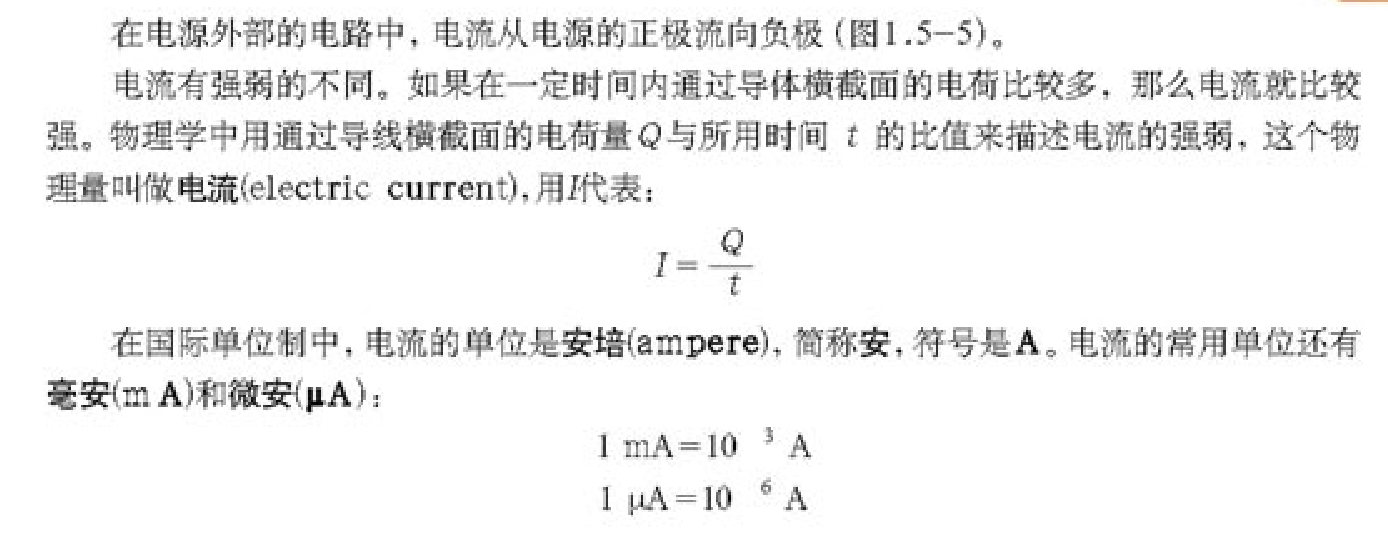 在电源外部的电路中,电流从电源的正极流向负极(图1.5-5)。
电流有强弱的不同。如果在一定时间内通过导体横截面的电荷比较多,那么电流就比较
强。物理学中用通过导线横截面的电荷量Q与所用时间 t 的比值来描述电流的强弱,这个物
理量叫做电流(electric current),用I代表:
I = Q/t
在国际单位制中,电流的单位是安培(ampere),简称安,符号是A。电流的常用单位还有
毫安(m A)和微安(μA):
1 mA=10 ³ A
1 μA=10 ⁶ A